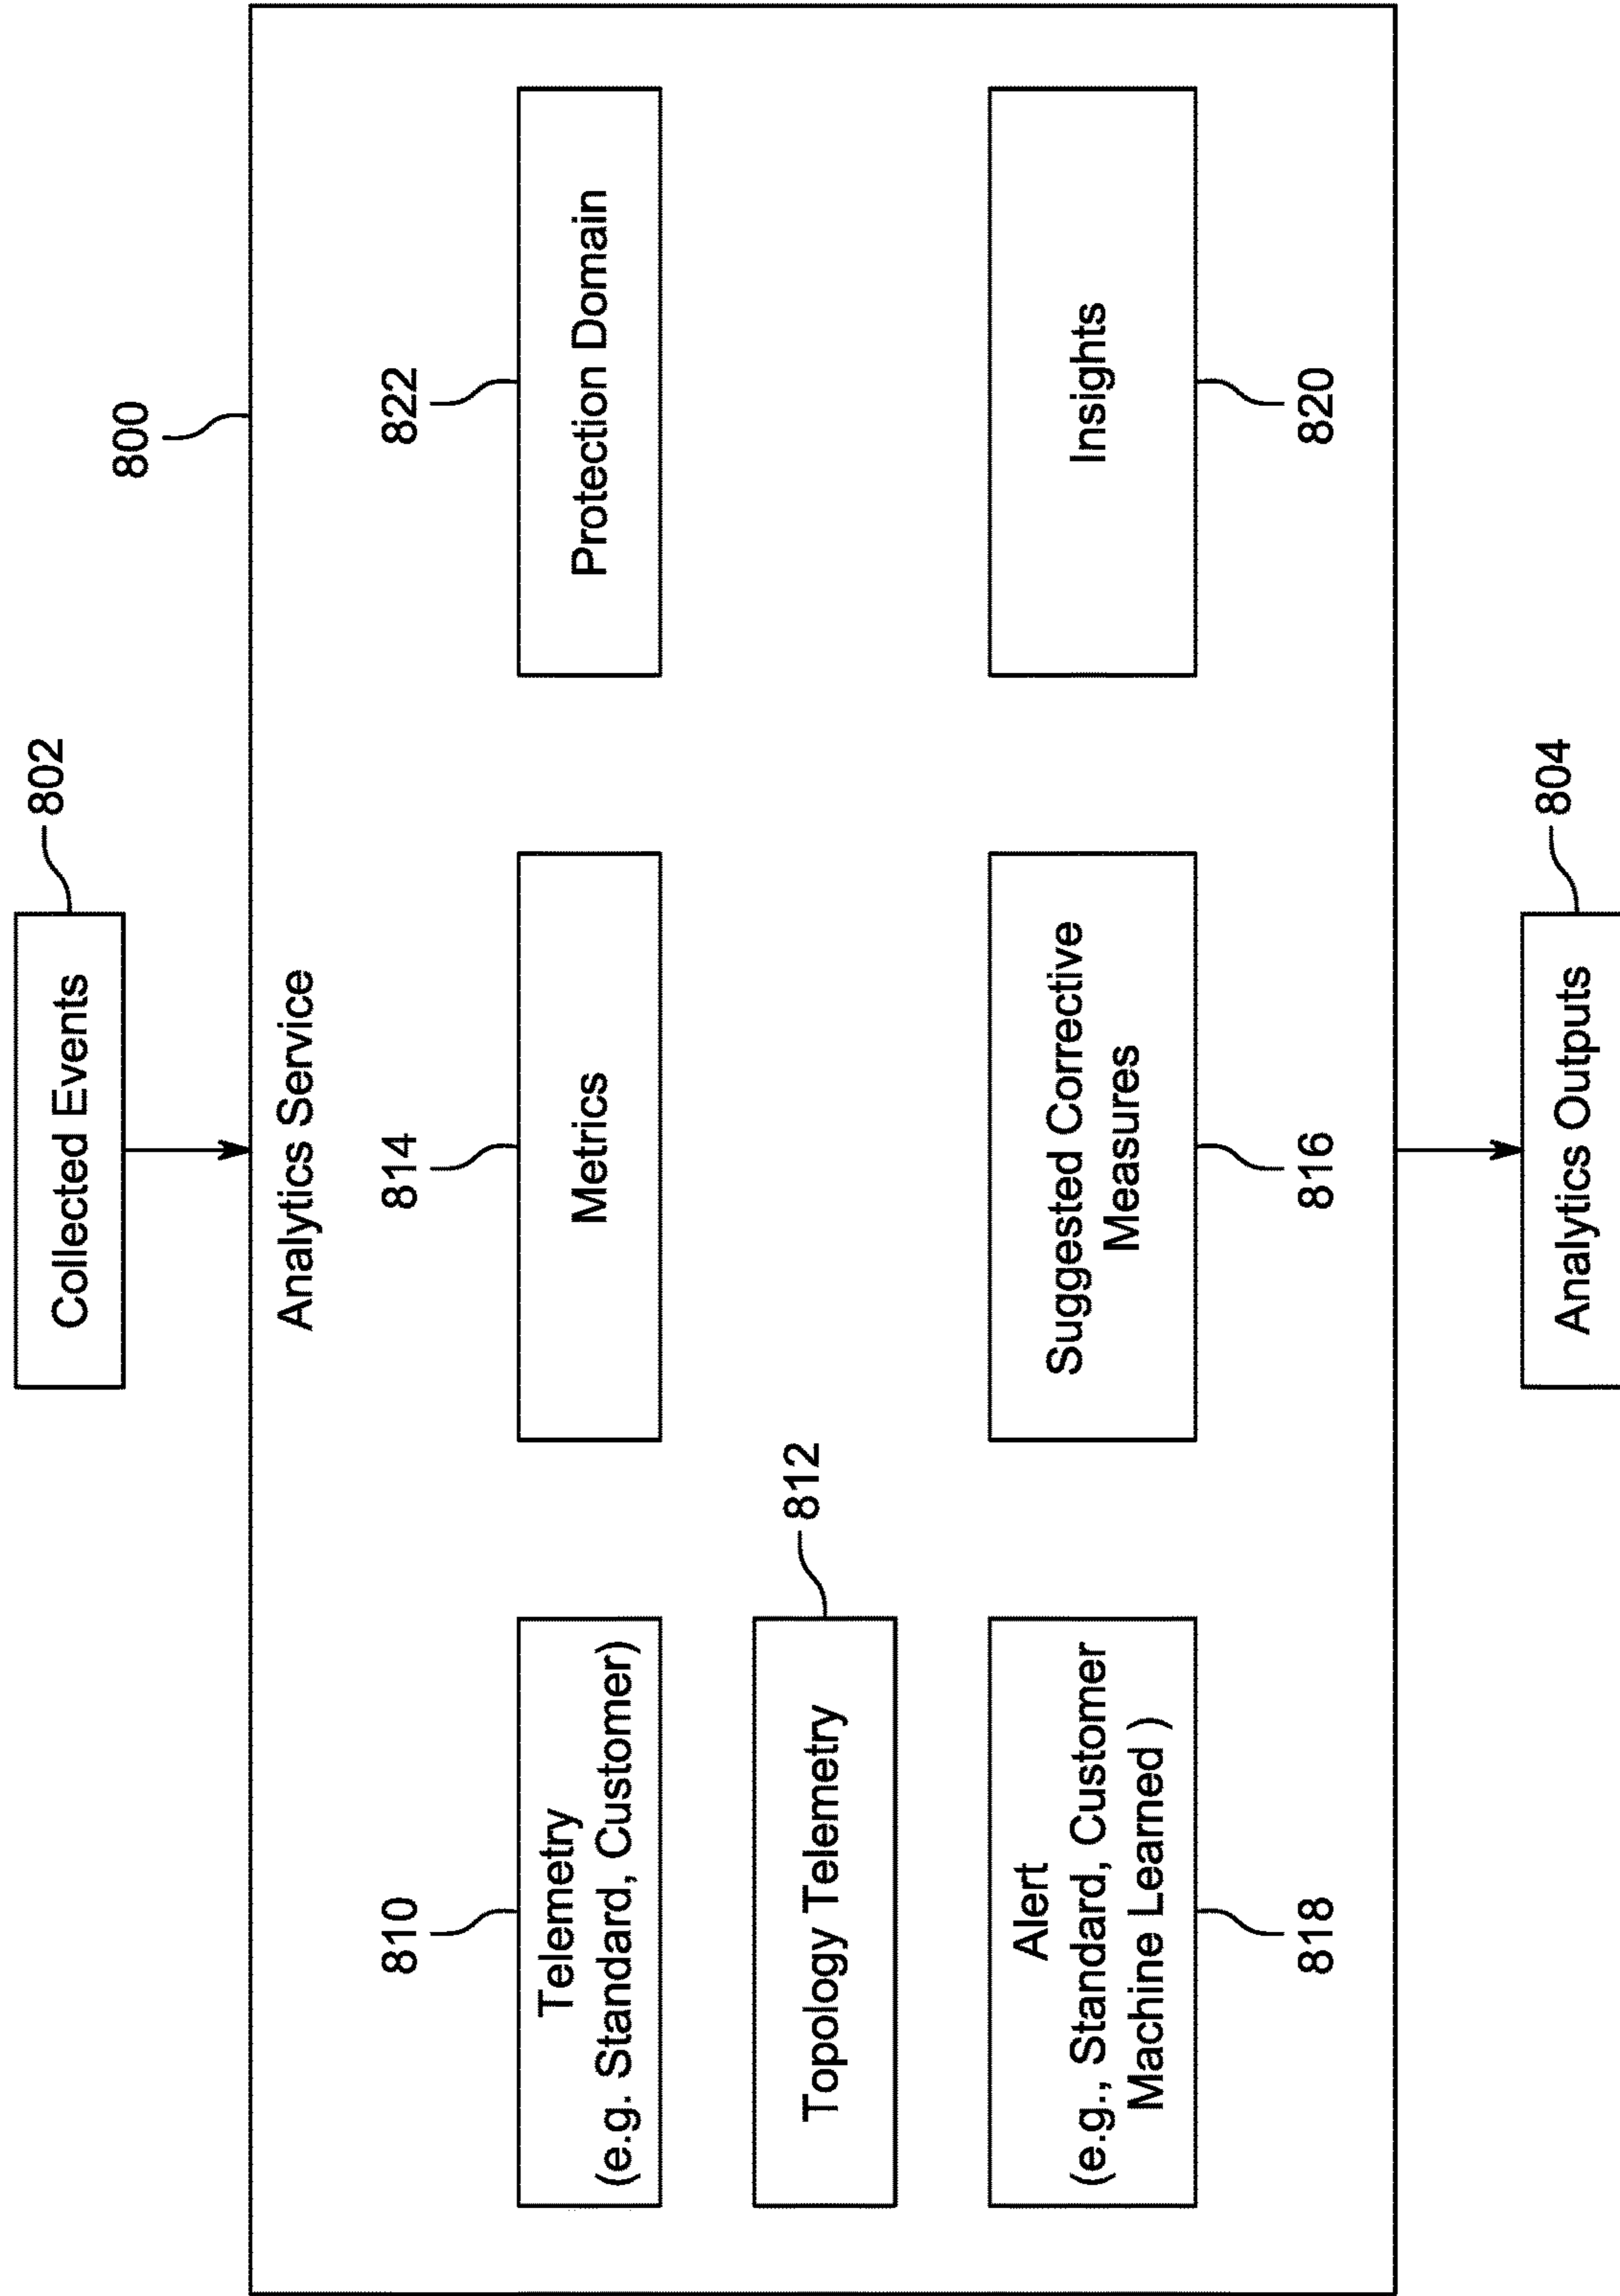 Collected Events
802
800
Analytics Service
810
814
822
Telemetry
(e.g. Standard, Customer)
Metrics
Protection Domain
812
Topology Telemetry
Alert
(e.g., Standard, Customer
Machine Learned )
Suggested Corrective
Measures
Insights
818
816
820
804
Analytics Outputs